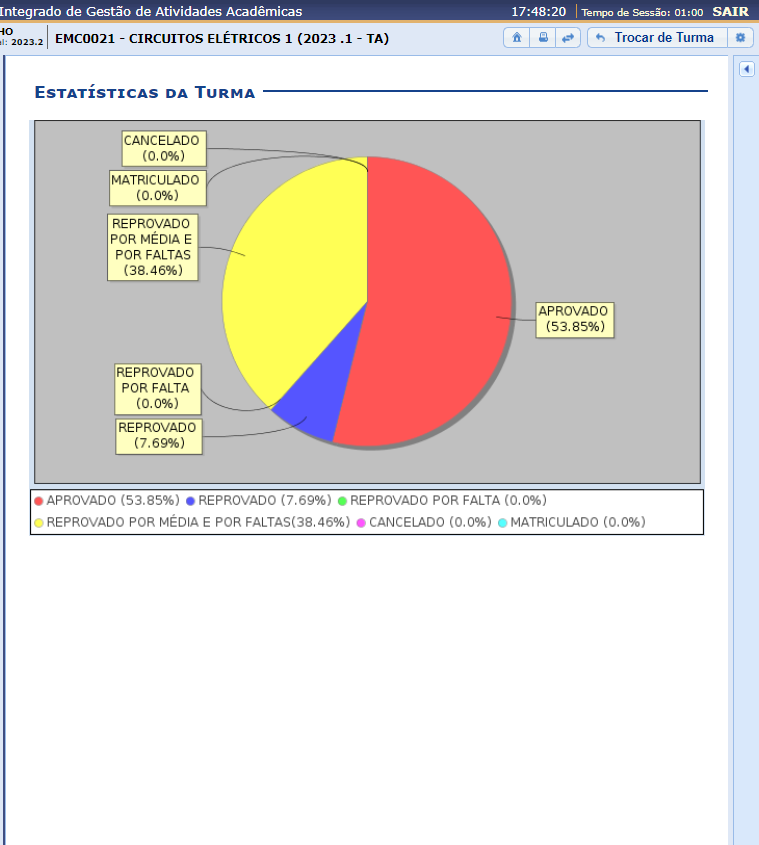 Integrado de Gestão de Atividades Acadêmicas 17:48:20 Tempo de Sessão: 01:00 SAIR
HO
el: 2023.2
EMC0021 - CIRCUITOS ELÉTRICOS 1 (2023 .1 - TA) Trocar de Turma
Estatísticas da Turma
CANCELADO
(0.0%)
MATRICULADO
(0.0%)
REPROVADO
POR MÉDIA E
POR FALTAS
(38.46%)
APROVADO
(53.85%)
REPROVADO
POR FALTA
(0.0%)
REPROVADO
(7.69%)
APROVADO (53.85%) REPROVADO (7.69%) REPROVADO POR FALTA (0.0%)
REPROVADO POR MÉDIA E POR FALTAS(38.46%) CANCELADO (0.0%) MATRICULADO (0.0%)